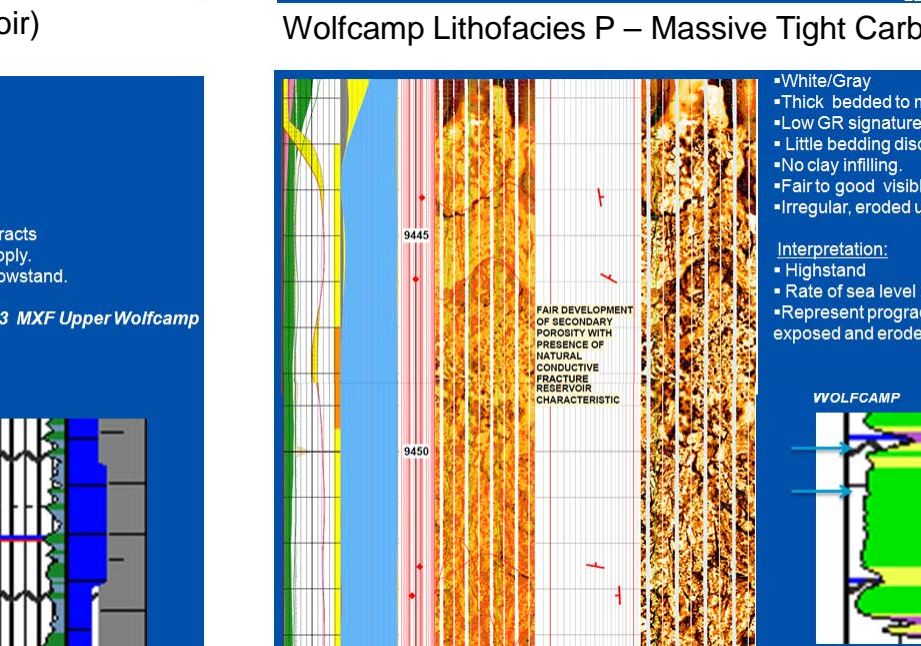 oir)
racts
pply.
owstand.
3 MXF Upper Wolfcamp
Wolfcamp Lithofacies P – Massive Tight Carb
9445
9450
FAIR DEVELOPMENT
OF SECONDARY
POROSITY WITH
PRESENCE OF
NATURAL
CONDUCTIVE
FRACTURE
RESERVOIR
CHARACTERISTIC
▪White/Gray
▪Thick bedded to
▪Low GR signature
▪ Little bedding disc
▪No clay infilling.
▪Fair to good visibl
▪Irregular, eroded u
Interpretation:
▪ Highstand
▪ Rate of sea level
▪Represent progra
exposed and erode
WOLFCAMP